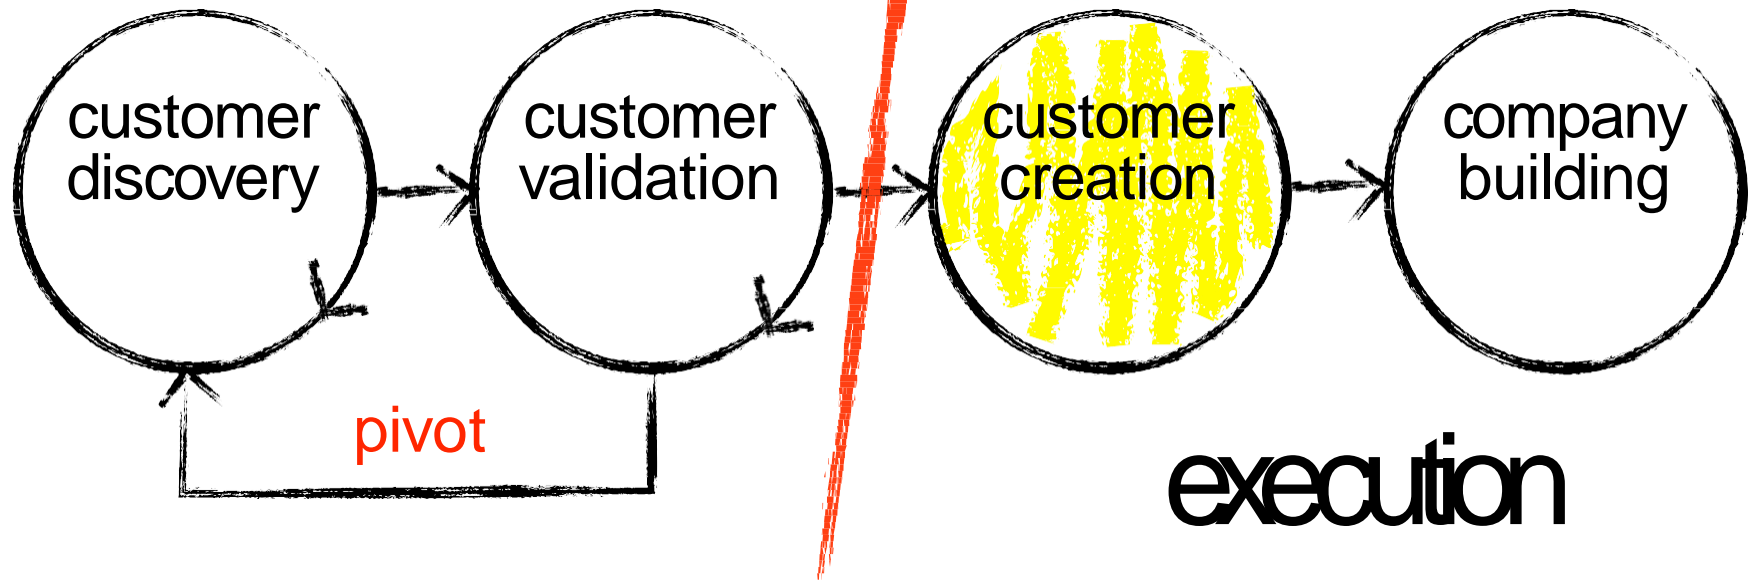 customer
discovery
customer
validation
customer
creation
company
building
pivot
execution